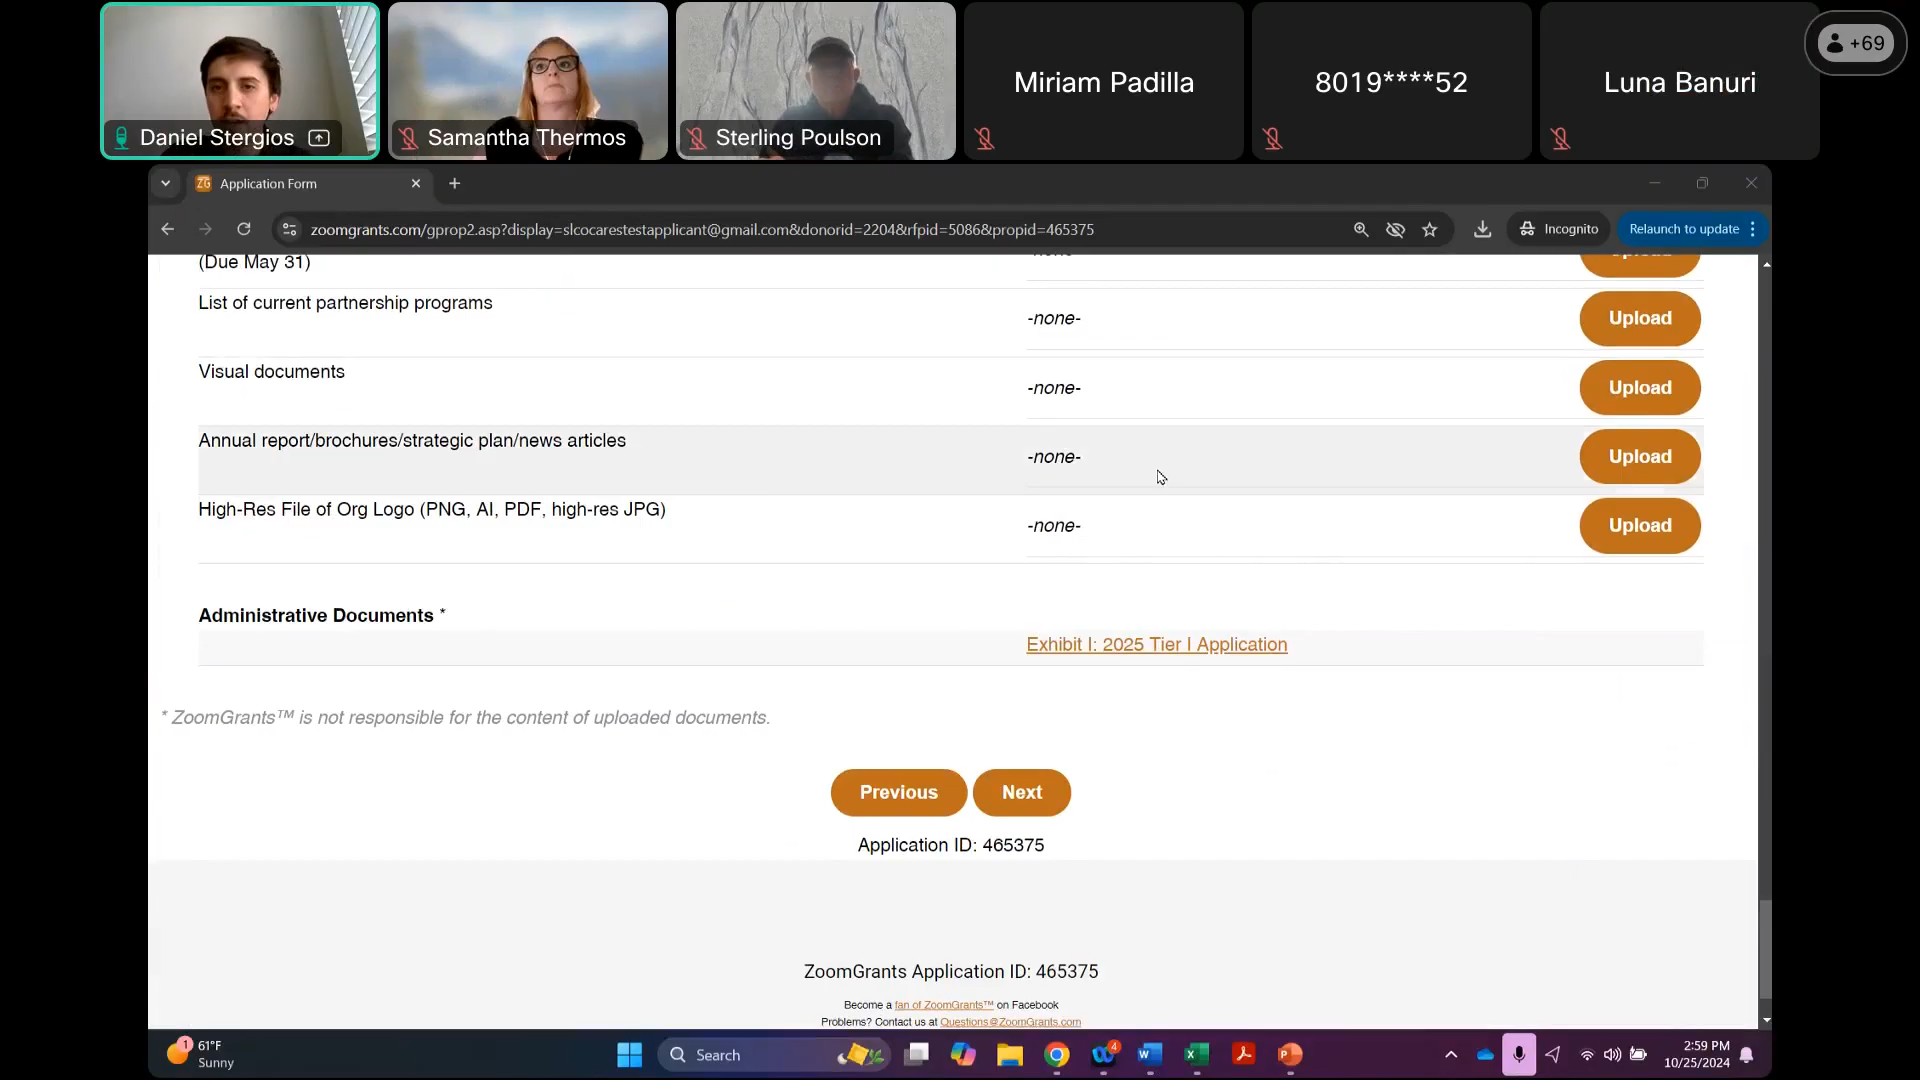 Daniel Stergios
Samantha Thermos
Sterling Poulson
Miriam Padilla
8019****52
Luna Banuri
+69
ZG
Application Form
zoomgrants.com/gprop2.asp?display=slcocarestestapplicant@gmail.com&donorid=2204&rfpid=5086&propid=465375
Incognito
Relaunch to update
(Due May 31)
-none-
Upload
List of current partnership programs
-none-
Upload
Visual documents
-none-
Upload
Annual report/brochures/strategic plan/news articles
-none-
Upload
High-Res File of Org Logo (PNG, AI, PDF, high-res JPG)
-none-
Upload
Administrative Documents *
Exhibit I: 2025 Tier I Application
* ZoomGrants™ is not responsible for the content of uploaded documents.
Previous
Next
Application ID: 465375
ZoomGrants Application ID: 465375
Become a fan of ZoomGrants™ on Facebook
Problems? Contact us at Questions@ZoomGrants.com
1
61°F
Sunny
Search
4
2:59 PM
10/25/2024